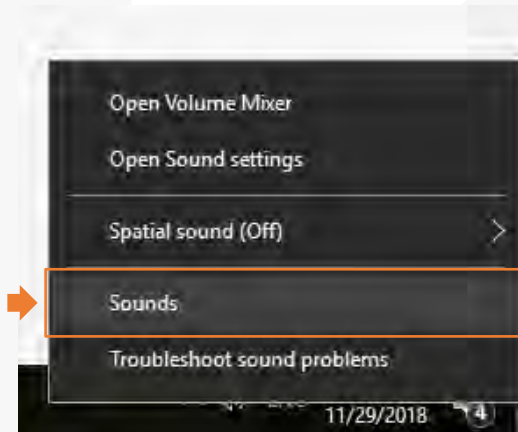 Open Volume Mixer
Open Sound settings
Spatial sound (Off)
Sounds
Troubleshoot sound problems
11/29/2018
4